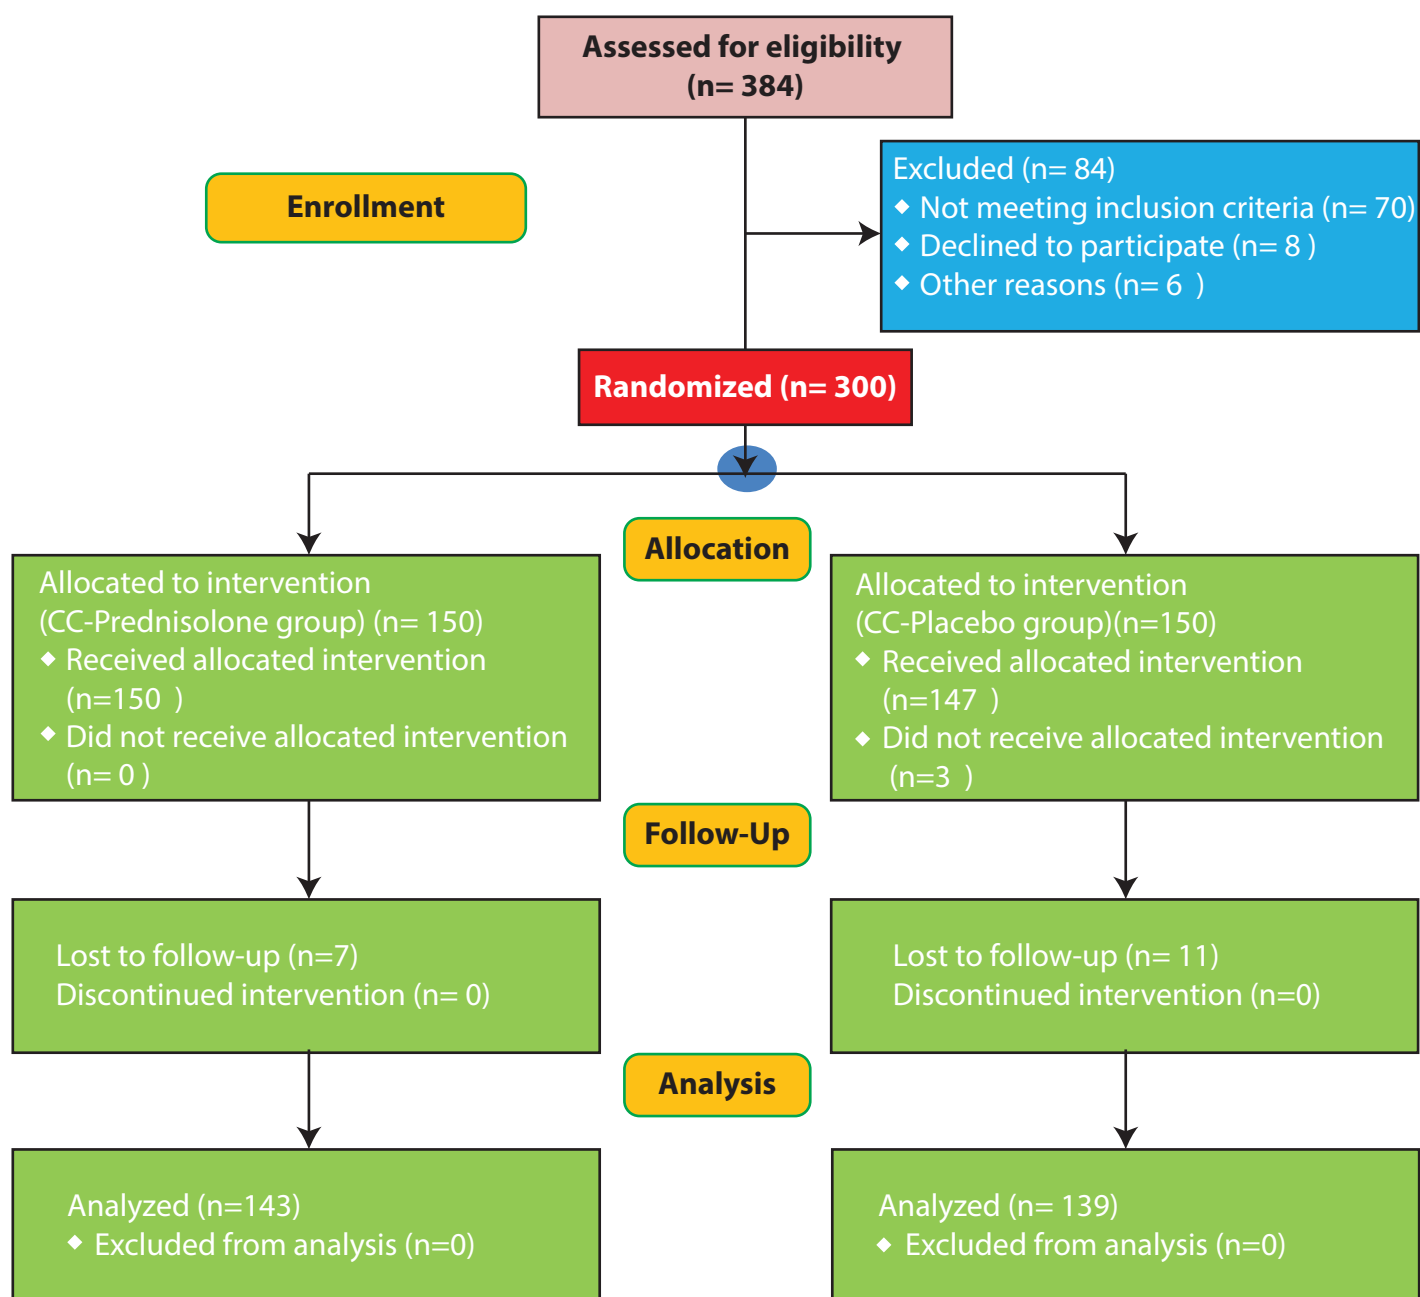 Assessed for eligibility
(n= 384)
Enrollment
Excluded (n= 84)
◆ Not meeting inclusion criteria (n= 70)
◆ Declined to participate (n= 8 )
◆ Other reasons (n= 6  )
Randomized (n= 300)
Allocation
Allocated to intervention
(CC-Prednisolone group) (n= 150)
◆ Received allocated intervention
(n=150  )
◆ Did not receive allocated intervention
(n= 0 )
Allocated to intervention
(CC-Placebo group)(n=150)
◆ Received allocated intervention
(n=147  )
◆ Did not receive allocated intervention
(n=3  )
Follow-Up
Lost to follow-up (n=7)
Discontinued intervention (n= 0)
Lost to follow-up (n= 11)
Discontinued intervention (n=0)
Analysis
Analyzed (n=143)
◆ Excluded from analysis (n=0)
Analyzed (n= 139)
◆ Excluded from analysis (n=0)